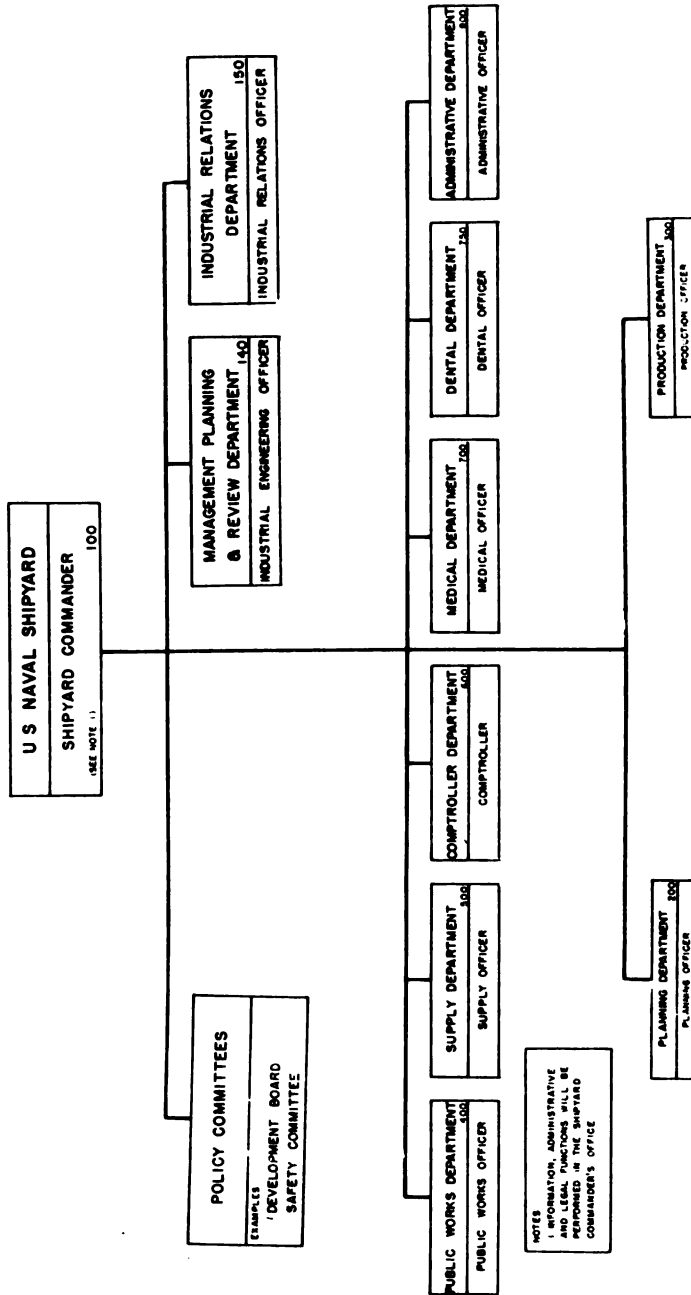 U S NAVAL SHIPYARD
SHIPYARD COMMANDER
(SEE NOTE 1) 100
POLICY COMMITTEES
EXAMPLES
DEVELOPMENT BOARD
SAFETY COMMITTEE
MANAGEMENT PLANNING
& REVIEW DEPARTMENT
140
INDUSTRIAL ENGINEERING OFFICER
INDUSTRIAL RELATIONS
DEPARTMENT
150
INDUSTRIAL RELATIONS OFFICER
PUBLIC WORKS DEPARTMENT
400
PUBLIC WORKS OFFICER
SUPPLY DEPARTMENT
500
SUPPLY OFFICER
COMPTROLLER DEPARTMENT
600
COMPTROLLER
MEDICAL DEPARTMENT
700
MEDICAL OFFICER
DENTAL DEPARTMENT
750
DENTAL OFFICER
ADMINISTRATIVE DEPARTMENT
800
ADMINISTRATIVE OFFICER
NOTES
1 INFORMATION, ADMINISTRATIVE
AND LEGAL FUNCTIONS WILL BE
PERFORMED IN THE SHIPYARD
COMMANDER'S OFFICE
PLANNING DEPARTMENT
200
PLANNING OFFICER
PRODUCTION DEPARTMENT
300
PRODUCTION OFFICER